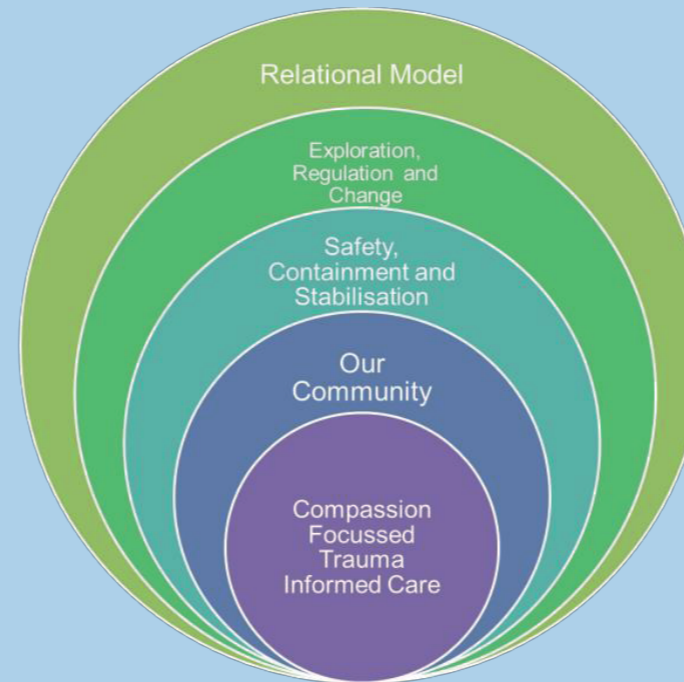 Relational Model
Exploration,
Regulation and
Change
Safety,
Containment and
Stabilisation
Our
Community
Compassion
Focussed
Trauma
Informed Care